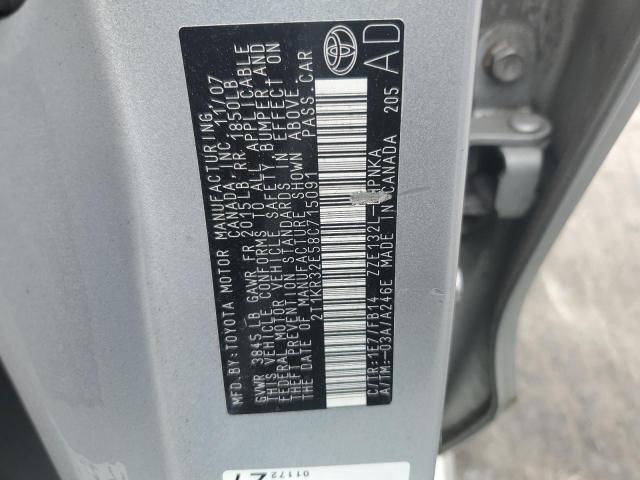 MFD.BY:TOYOTA MOTOR MANUFACTURING,
CANADA, INC. 11/07
GVWR 3845LB GAWR FR 2015LB,RR 1850LB
THIS VEHICLE CONFORMS TO ALL APPLICABLE
FEDERAL MOTOR VEHICLE SAFETY, BUMPER AND
THEFT PREVENTION STANDARDS IN EFFECT ON
THE DATE OF MANUFACTURE SHOWN ABOVE.
2T1KR32E58C715091 PASS.CAR
C/TR:1E7/FB14 ZZE132L- HPNKA
A/TM:-03A/A246E MADE IN CANADA 205
AD
01172